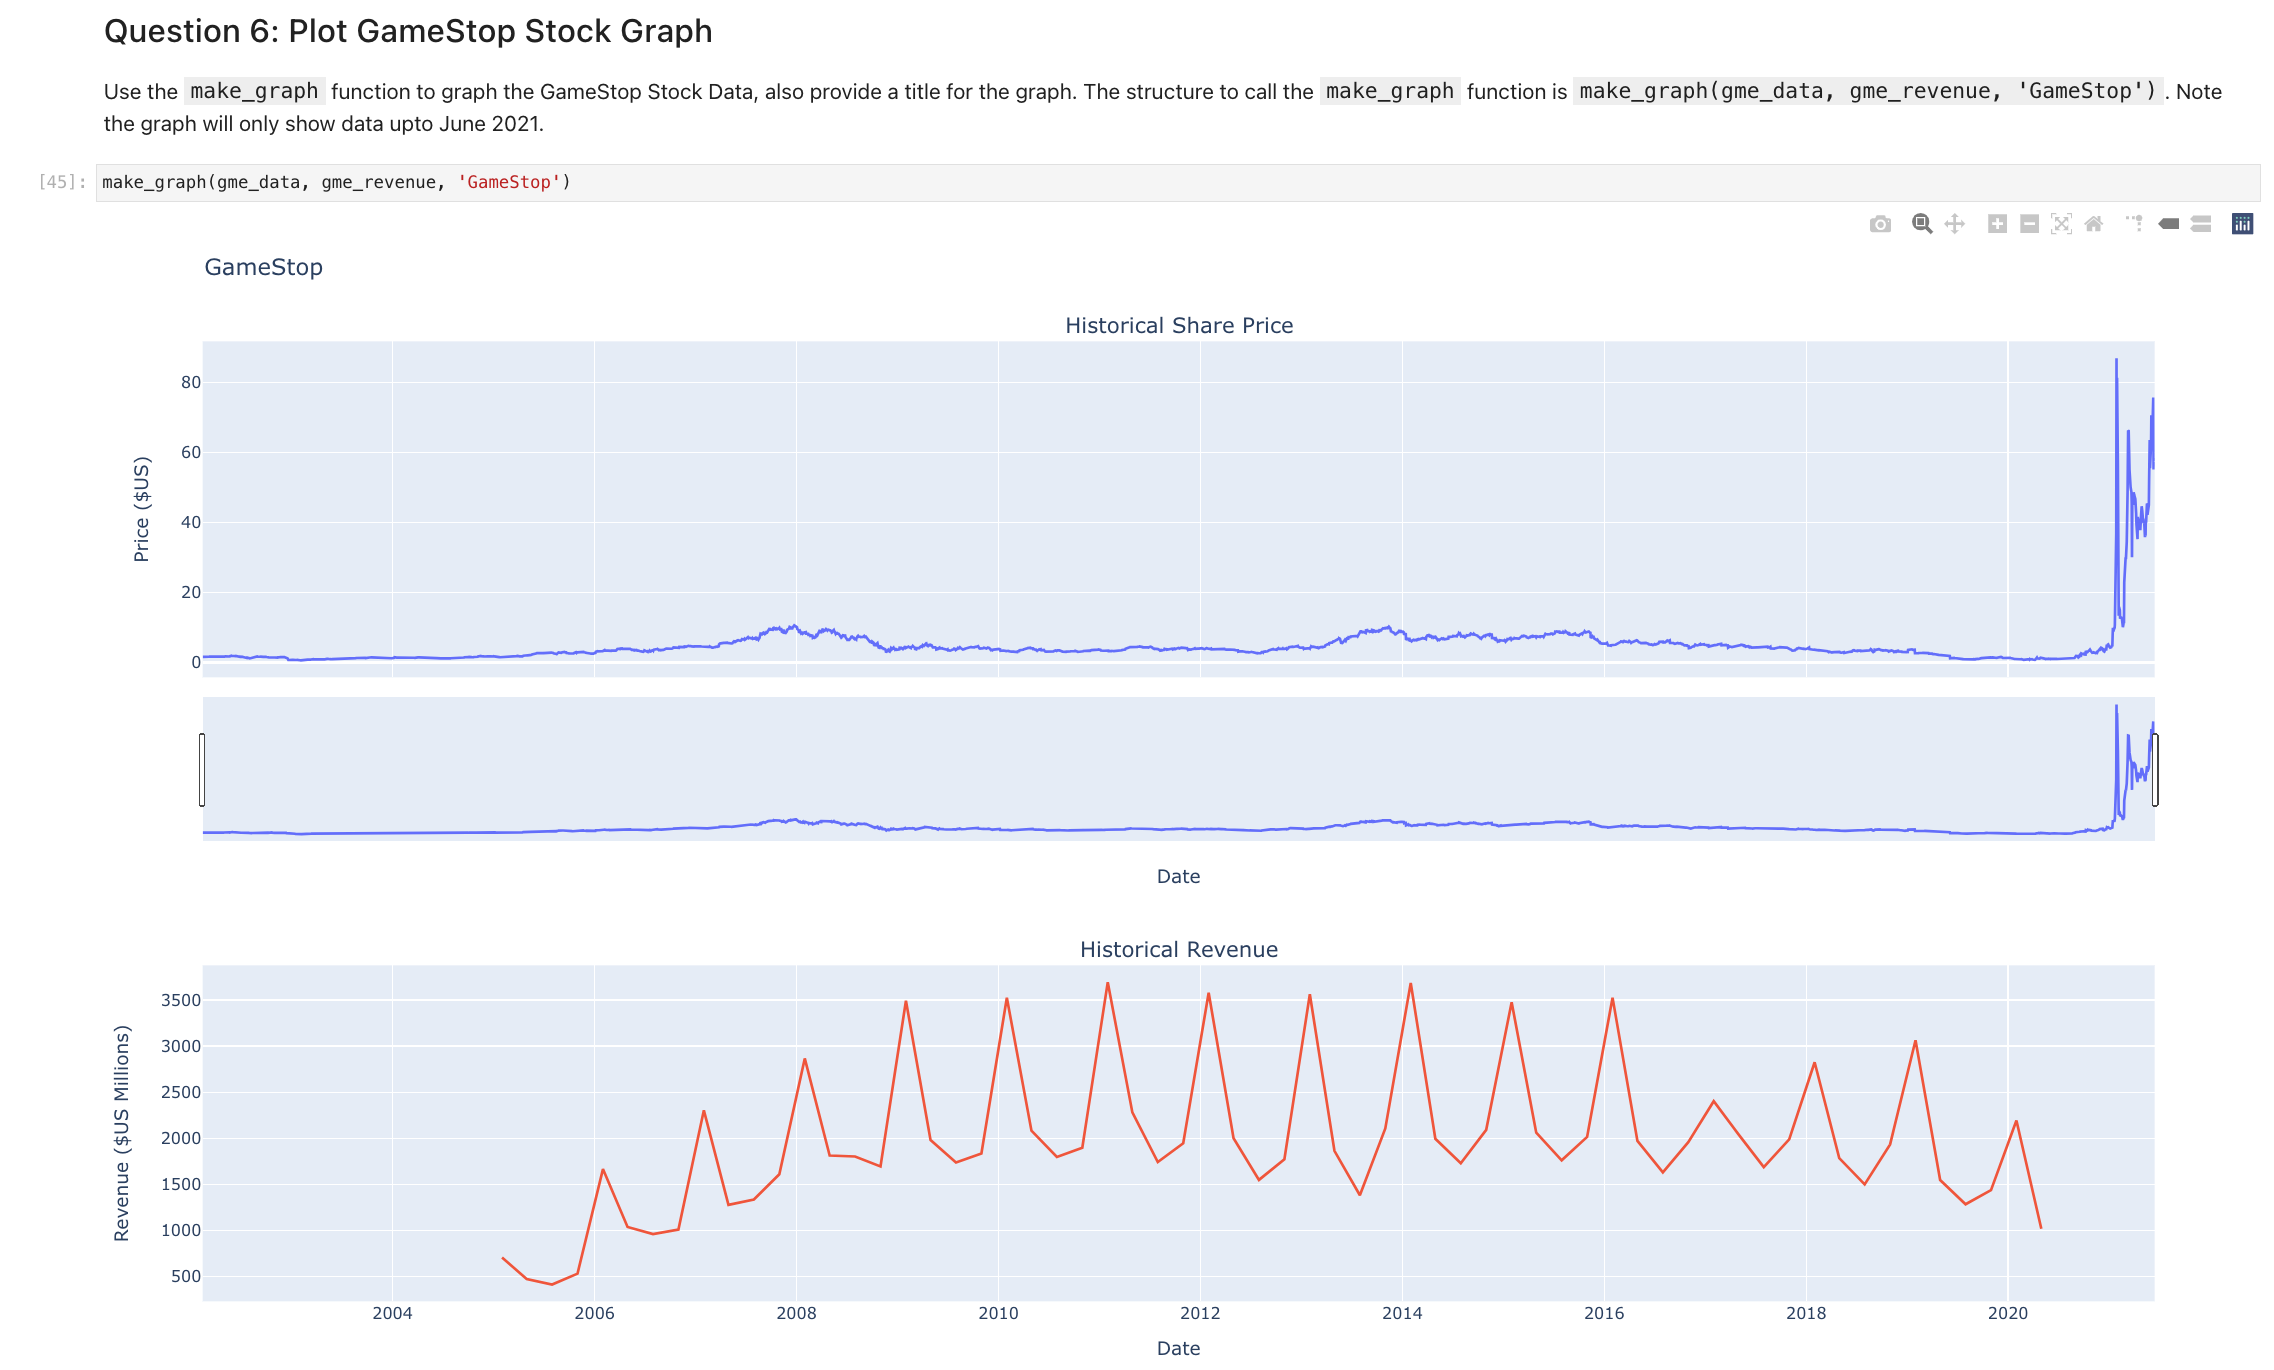 Question 6: Plot GameStop Stock Graph
Use the make_graph function to graph the GameStop Stock Data, also provide a title for the graph. The structure to call the make_graph function is make_graph(gme_data, gme_revenue, 'GameStop') . Note
the graph will only show data upto June 2021.
[45]: make_graph(gme_data, gme_revenue, 'GameStop')
GameStop
Historical Share Price
80
60
40
20
0
Price ($US)
Date
Historical Revenue
3500
3000
2500
2000
1500
1000
500
Revenue ($US Millions)
2004 2006 2008 2010 2012 2014 2016 2018 2020
Date